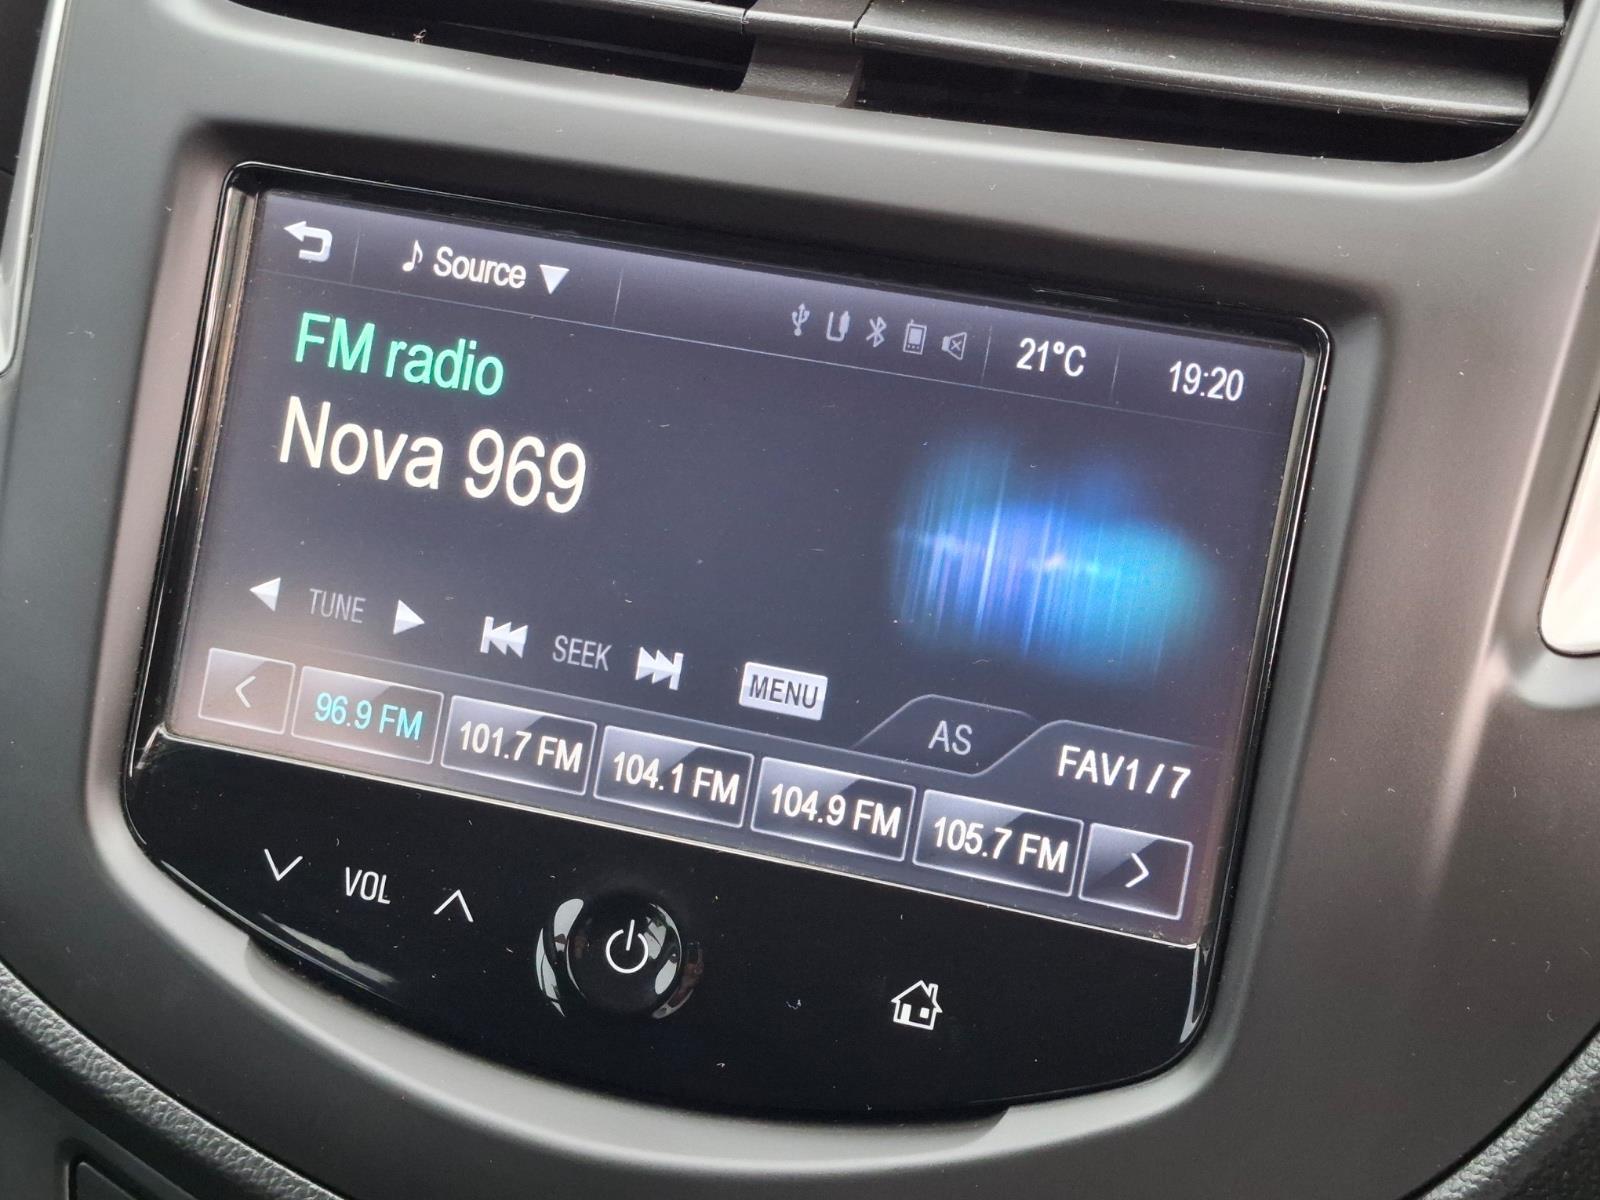 Source
21°C
19:20
FM radio
Nova 969
TUNE
SEEK
MENU
AS
FAV1 / 7
96.9 FM
101.7 FM
104.1 FM
104.9 FM
105.7 FM
VOL